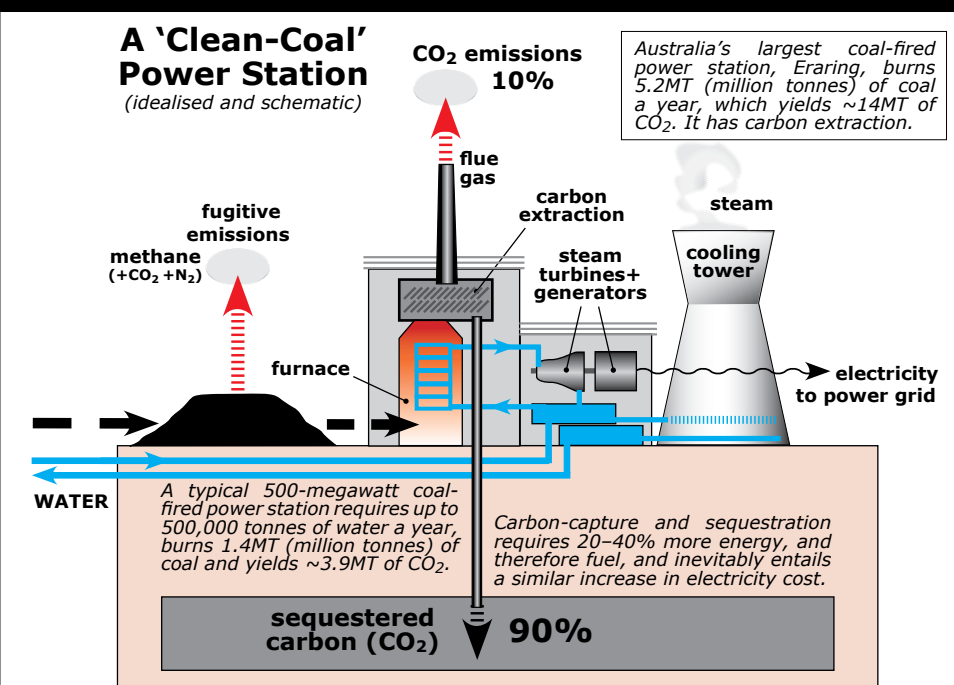 A ‘Clean-Coal’
Power Station
(idealised and schematic)
CO₂ emissions
10%
Australia’s largest coal-fired
power station, Eraring, burns
5.2MT (million tonnes) of coal
a year, which yields ~14MT of
CO₂. It has carbon extraction.
flue
gas
carbon
extraction
steam
fugitive
emissions
methane
(+CO₂ +N₂)
steam
turbines+
generators
cooling
tower
furnace
electricity
to power grid
WATER
A typical 500-megawatt coal-
fired power station requires up to
500,000 tonnes of water a year,
burns 1.4MT (million tonnes) of
coal and yields ~3.9MT of CO₂.
Carbon-capture and sequestration
requires 20–40% more energy, and
therefore fuel, and inevitably entails
a similar increase in electricity cost.
sequestered
carbon (CO₂)
90%